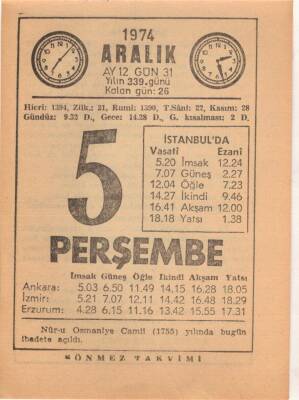 1974
ARALIK
AY 12 GÜN 31
Yılın 239.günü
Kalan gün: 26
Hicri: 1394, Zilk.; 21, Rumi: 1390, T.Sâni: 22, Kasım: 28
Gündüz: 9.32 D., Gece: 14.28 D., G. kısalması: 2 D.
5
İSTANBUL'DA
Vasati Ezani
5.20 İmsak 12.24
7.07 Güneş 2.27
12.04 Öğle 7.23
14.27 İkindi 9.46
16.41 Akşam 12.00
18.18 Yatsı 1.38
PERŞEMBE
İmsak Güneş Öğle İkindi Akşam Yatsı
Ankara: 5.03 6.50 11.49 14.15 16.28 18.05
İzmir: 5.21 7.07 12.11 14.42 16.48 18.29
Erzurum: 4.28 6.15 11.16 13.42 15.55 17.31
Nûr-u Osmaniye Camii (1755) yılında bugün
ibadete açıldı.
SÖNMEZ TAKVİMİ